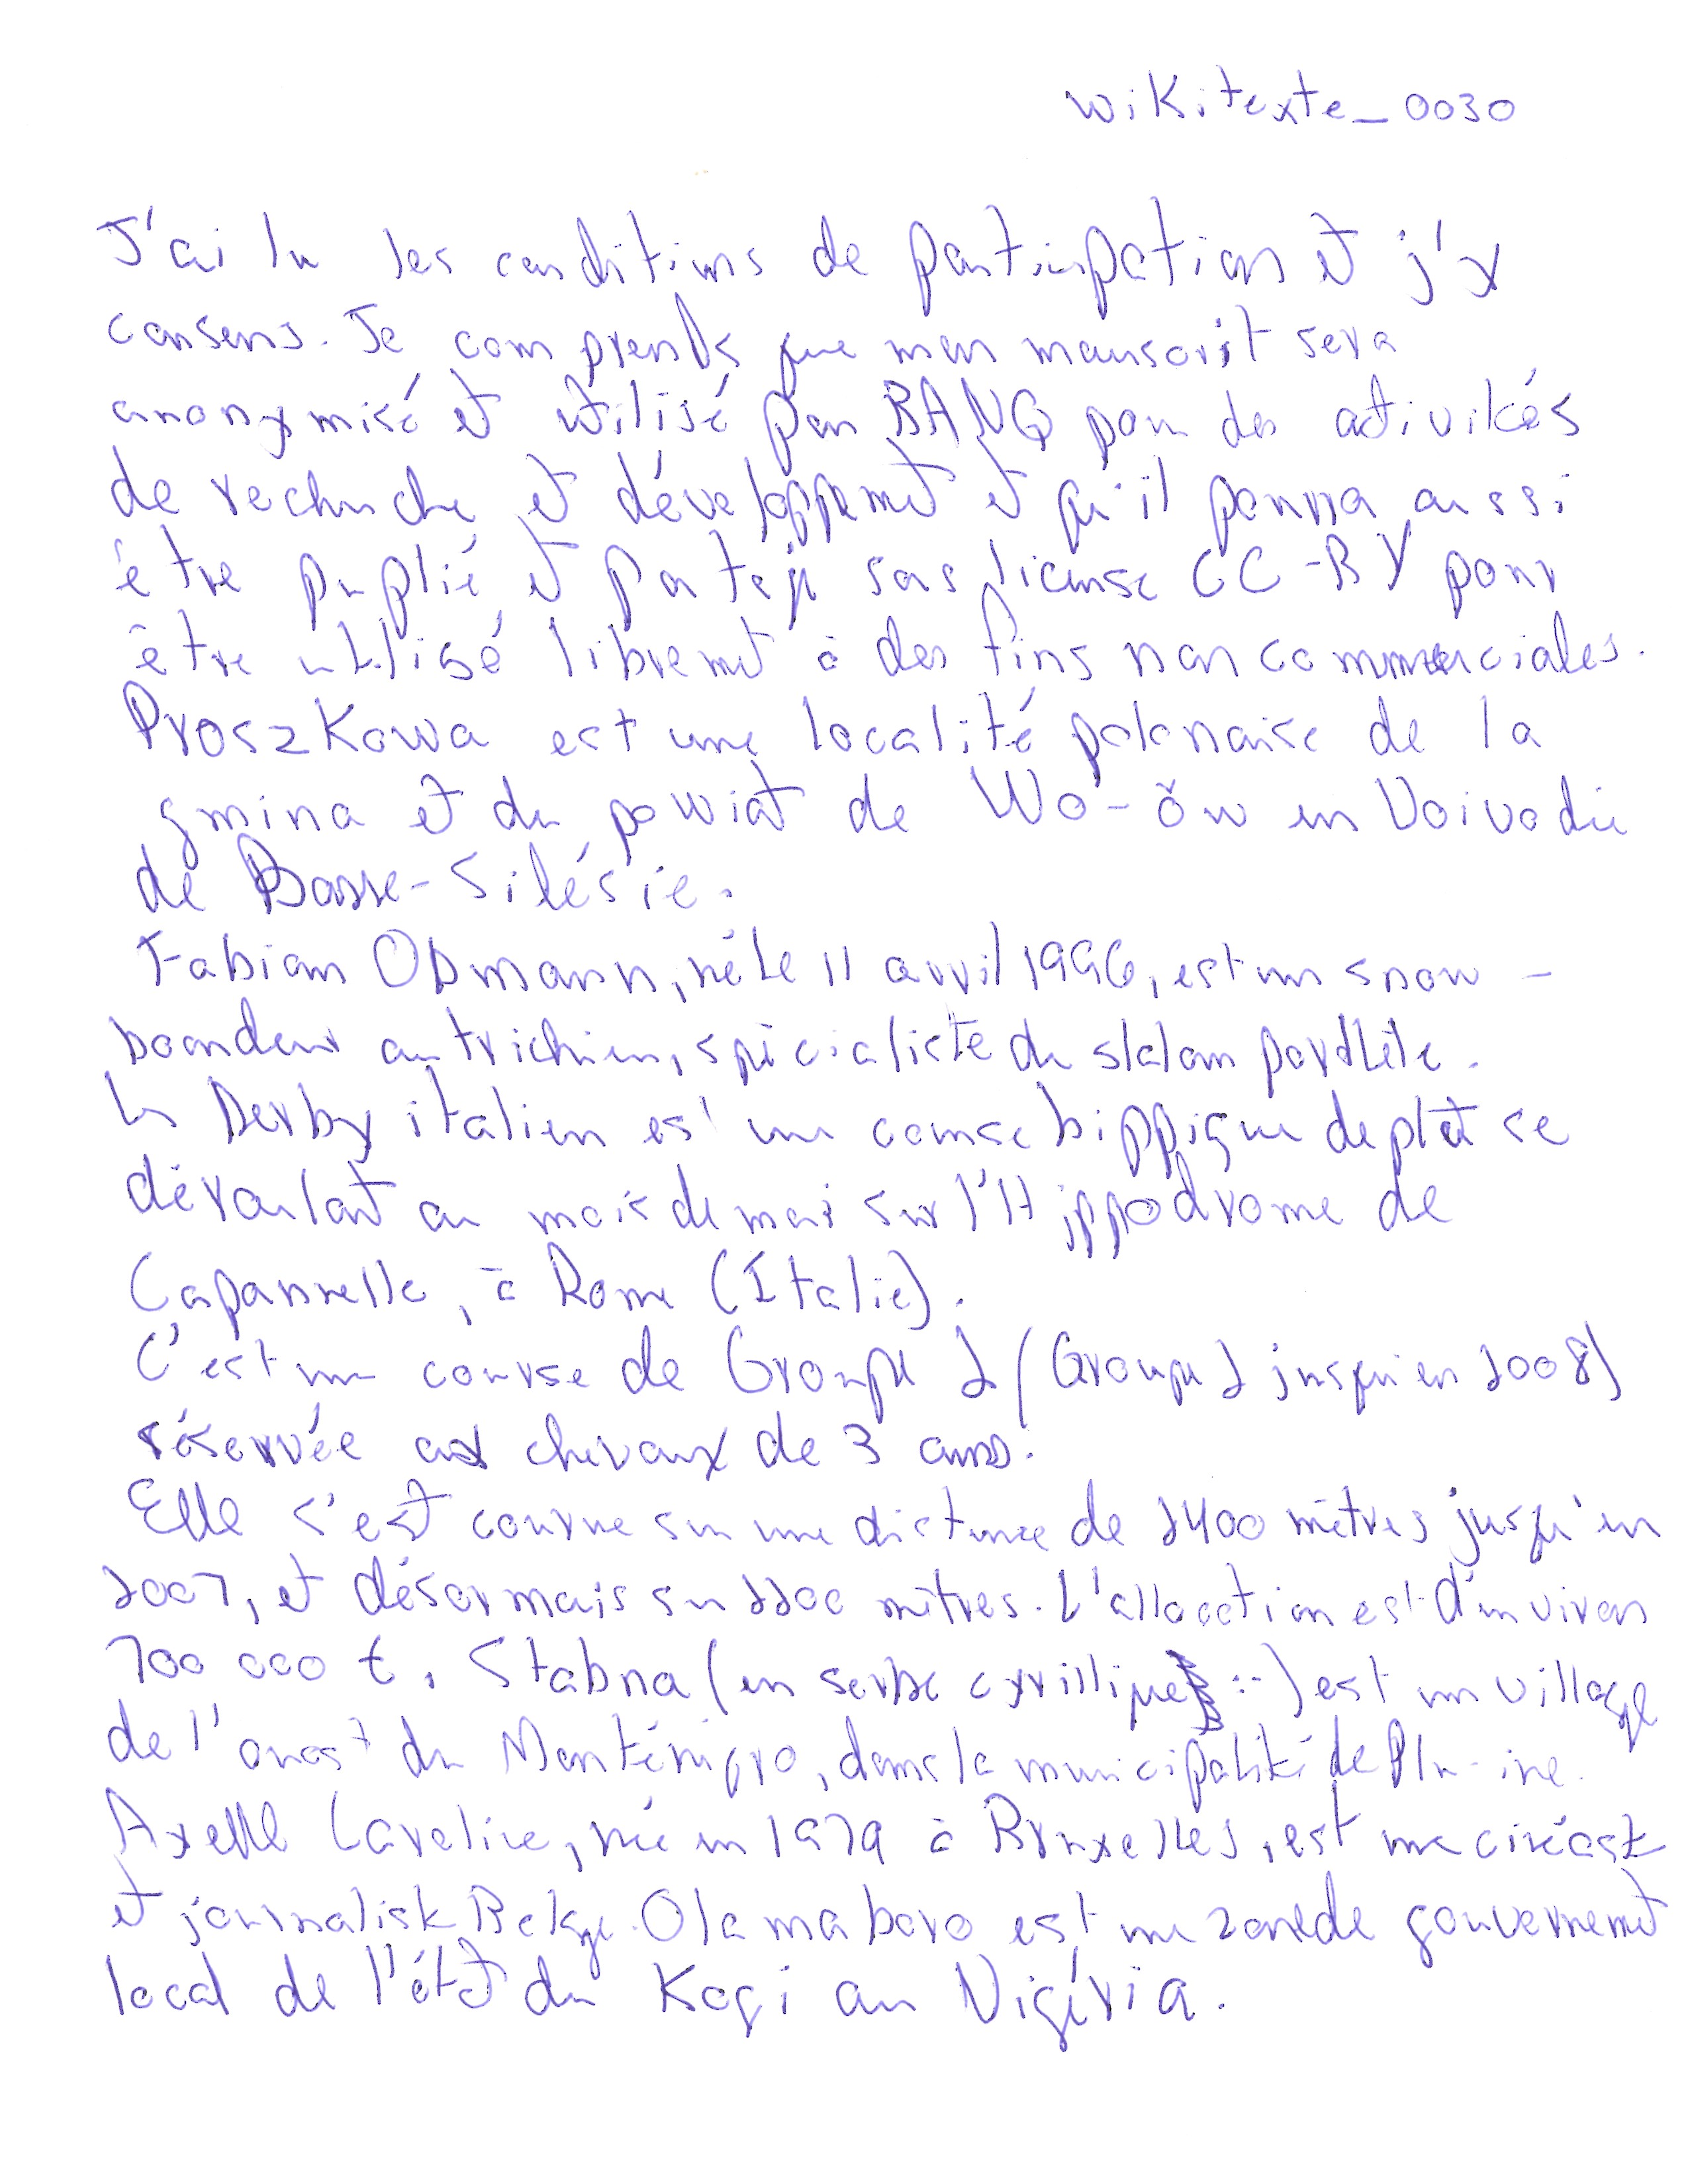 wikitexte_0030
J'ai lu les conditions de participation et j'y
consens. Je comprends que mon manuscrit sera
anonymisé et utilisé par BANQ pour des activités
de recherche et développement et qu'il pourra aussi
être puplié et partagé sous license CC-BY pour
être utilisé librement à des fins non commerciales.
Proszkowa est une localité polonaise de la
gmina et du powiat de Wo-ów en Voivodie
de Basse-Silésie.
Fabian Obmann, né le 11 avril 1996, est un snow-
boardeur autrichien, spécialiste du slalom parallèle.
Le Derby italien est une course hippique de plat se
déroulant au mois de mai sur l'Hippodrome de
Capannelle, à Rome (Italie).
C'est une course de Groupe 2 (Groupe 1 jusqu'en 2008)
réservée aux chevaux de 3 ans.
Elle s'est courue sur une distance de 2400 mètres jusqu'en
2007, et désormais sur 2200 mètres. L'allocation est d'environ
700 000 €. Stabna (en serbe cyrillique :-) est un village
de l'ouest du Monténégro, dans la municipalité de Plu-ine.
Axelle Carolie, née en 1979 à Bruxelles, est une cinéaste
et journaliste Belge. Olamaboro est une zone de gouvernement
local de l'état du Kogi au Nigéria.